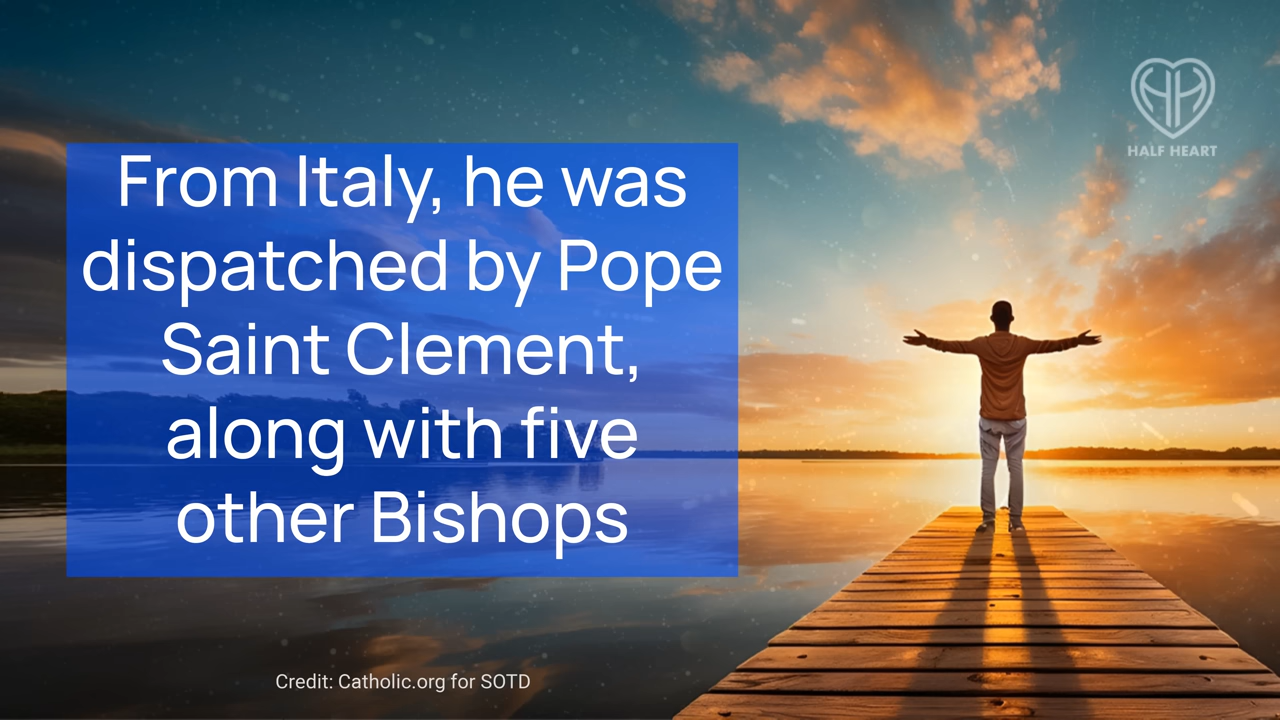 HALF HEART
From Italy, he was
dispatched by Pope
Saint Clement,
along with five
other Bishops
Credit: Catholic.org for SOTD